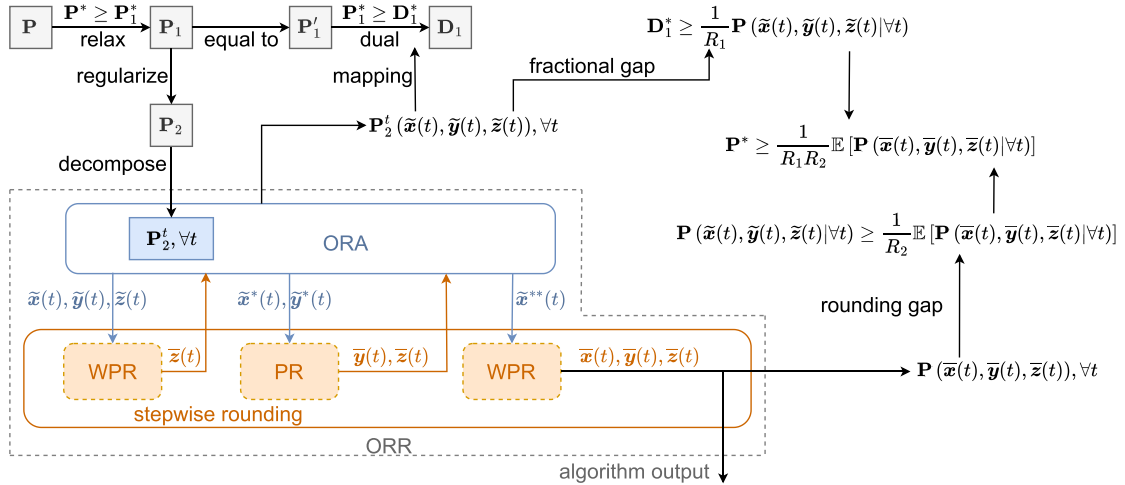 P
P* ≥ P₁*
relax
P₁
equal to
P₁′
P₁* ≥ D₁*
dual
D₁
regularize
mapping
P₂
decompose
P₂ᵗ (x̃(t), ỹ(t), z̃(t)), ∀t
fractional gap
D₁* ≥ 1/R₁ P (x̃(t), ỹ(t), z̃(t)|∀t)
P* ≥ 1/(R₁R₂) 𝔼 [P (x̅(t), y̅(t), z̅(t)|∀t)]
P (x̃(t), ỹ(t), z̃(t)|∀t) ≥ 1/R₂ 𝔼 [P (x̅(t), y̅(t), z̅(t)|∀t)]
rounding gap
P (x̅(t), y̅(t), z̅(t)), ∀t
P₂ᵗ, ∀t
ORA
x̃(t), ỹ(t), z̃(t)
x̃*(t), ỹ*(t)
x̃**(t)
WPR
z̅(t)
PR
y̅(t), z̅(t)
WPR
x̅(t), y̅(t), z̅(t)
stepwise rounding
ORR
algorithm output